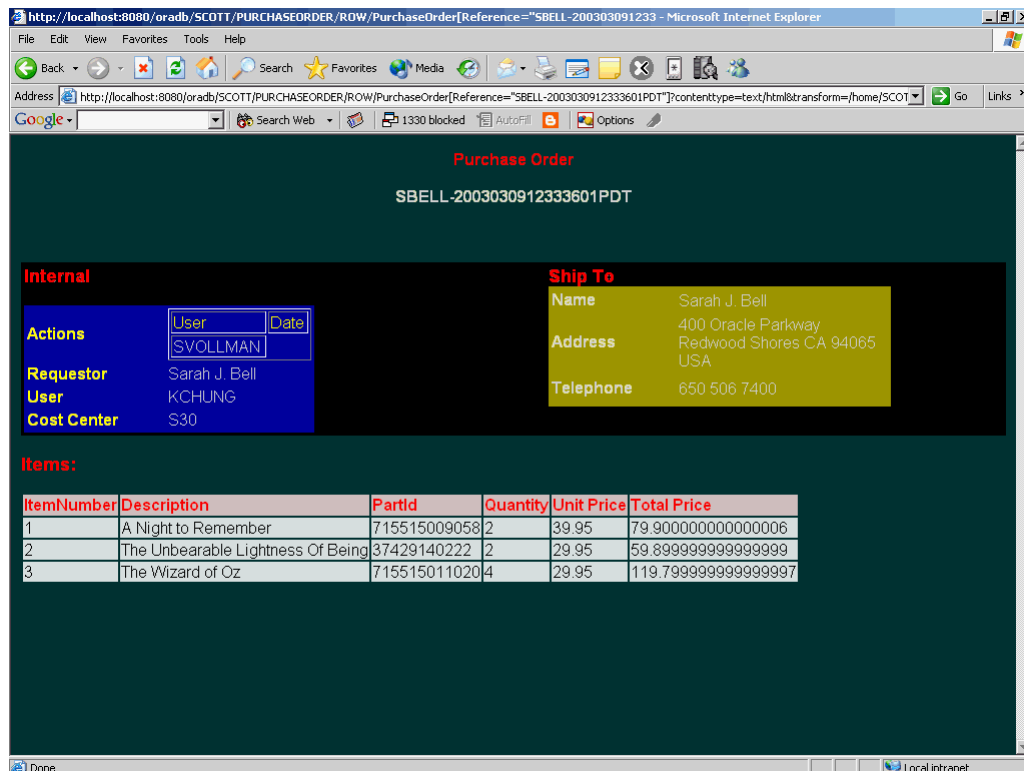 http://localhost:8080/oradb/SCOTT/PURCHASEORDER/ROW/PurchaseOrder[Reference="SBELL-200303091233 - Microsoft Internet Explorer
File Edit View Favorites Tools Help
Back Search Favorites Media
Address http://localhost:8080/oradb/SCOTT/PURCHASEORDER/ROW/PurchaseOrder[Reference="SBELL-2003030912333601PDT"]?contenttype=text/html&transform=/home/SCOT Go Links
Google Search Web 1330 blocked AutoFill Options
Purchase Order
SBELL-2003030912333601PDT
Internal
Actions User Date
SVOLLMAN
Requestor Sarah J. Bell
User KCHUNG
Cost Center S30
Ship To
Name Sarah J. Bell
Address 400 Oracle Parkway
Redwood Shores CA 94065
USA
Telephone 650 506 7400
Items:
ItemNumber Description PartId Quantity Unit Price Total Price
1 A Night to Remember 715515009058 2 39.95 79.900000000000006
2 The Unbearable Lightness Of Being 37429140222 2 29.95 59.899999999999999
3 The Wizard of Oz 715515011020 4 29.95 119.799999999999997
Done Local intranet